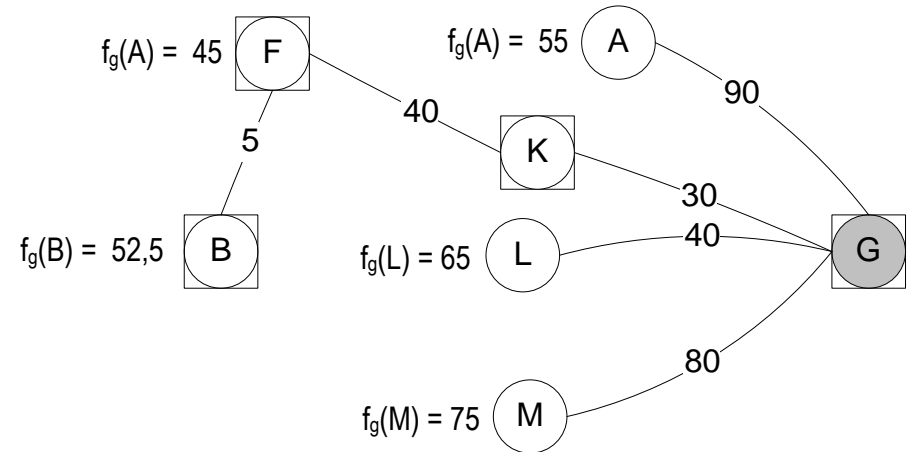 f_g(A) = 45 F
f_g(A) = 55 A
90
40
5
K
30
40
f_g(B) = 52,5 B
f_g(L) = 65 L
G
80
f_g(M) = 75 M